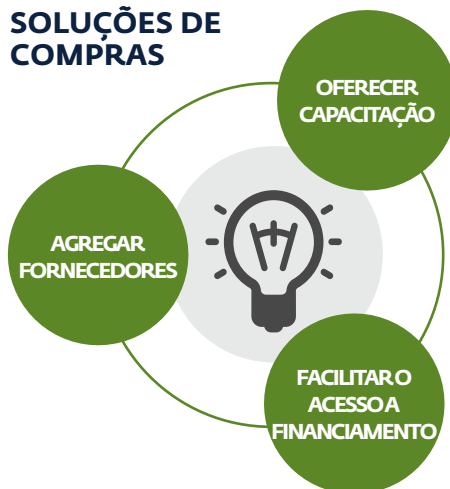 SOLUÇÕES DE
COMPRAS
OFERECER
CAPACITAÇÃO
AGREGAR
FORNECEDORES
FACILITAR O
ACESSO A
FINANCIAMENTO